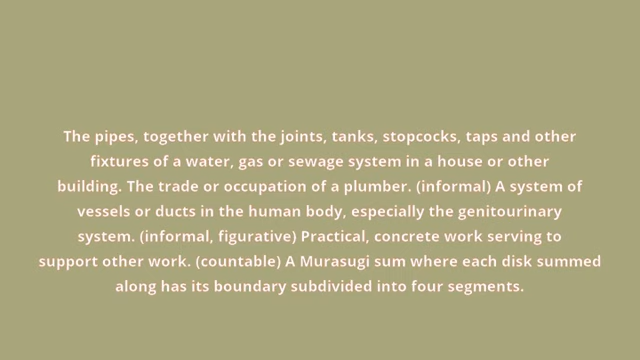 The pipes, together with the joints, tanks, stopcocks, taps and other
fixtures of a water, gas or sewage system in a house or other
building. The trade or occupation of a plumber. (informal) A system of
vessels or ducts in the human body, especially the genitourinary
system. (informal, figurative) Practical, concrete work serving to
support other work. (countable) A Murasugi sum where each disk summed
along has its boundary subdivided into four segments.